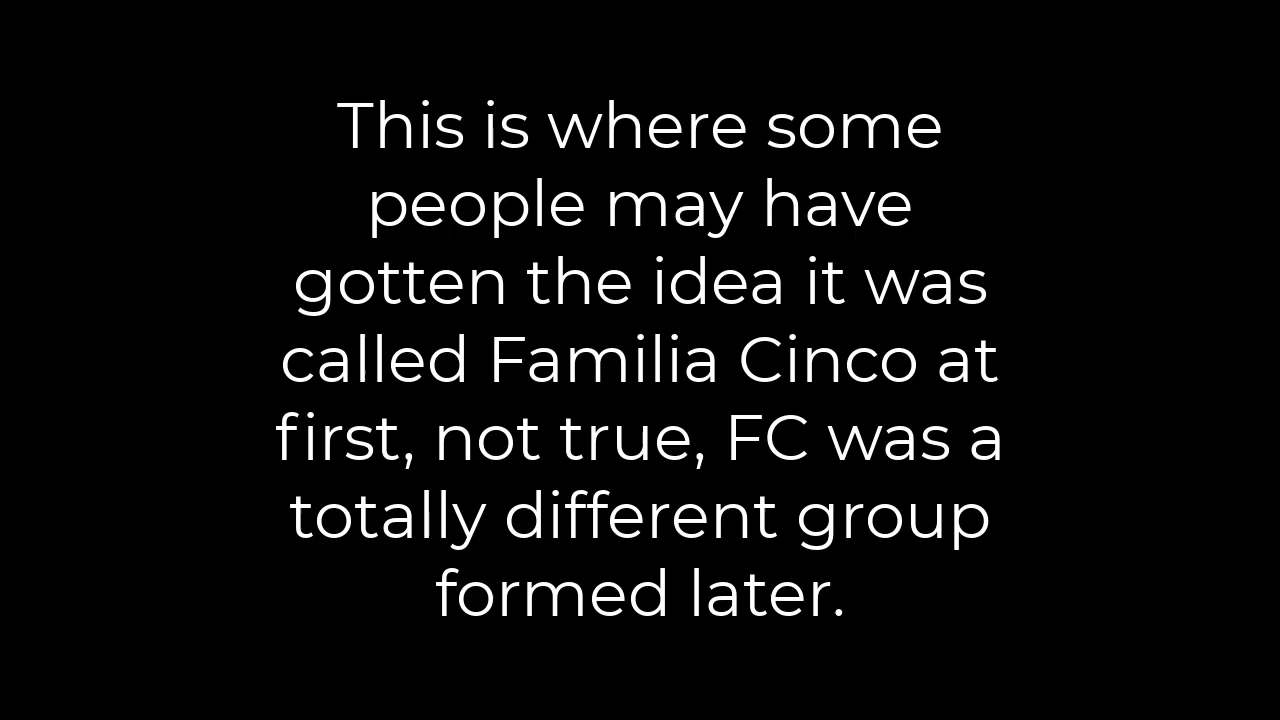 This is where some
people may have
gotten the idea it was
called Familia Cinco at
first, not true, FC was a
totally different group
formed later.